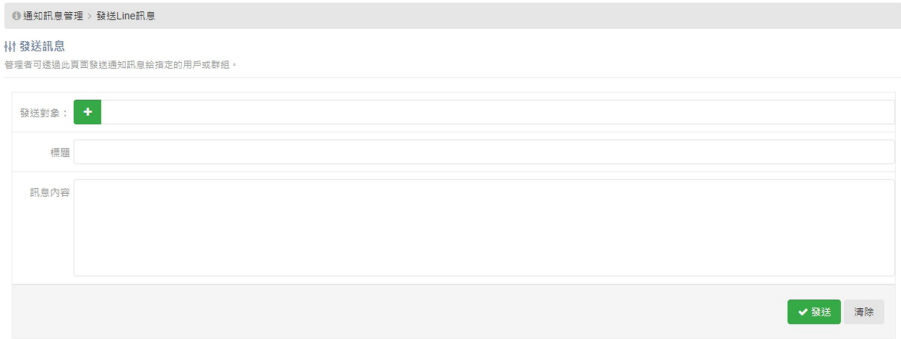 通知訊息管理 > 發送Line訊息
發送訊息
管理者可透過此頁面發送通知訊息給指定的用戶或群組。
發送對象：
標題
訊息內容
發送 清除